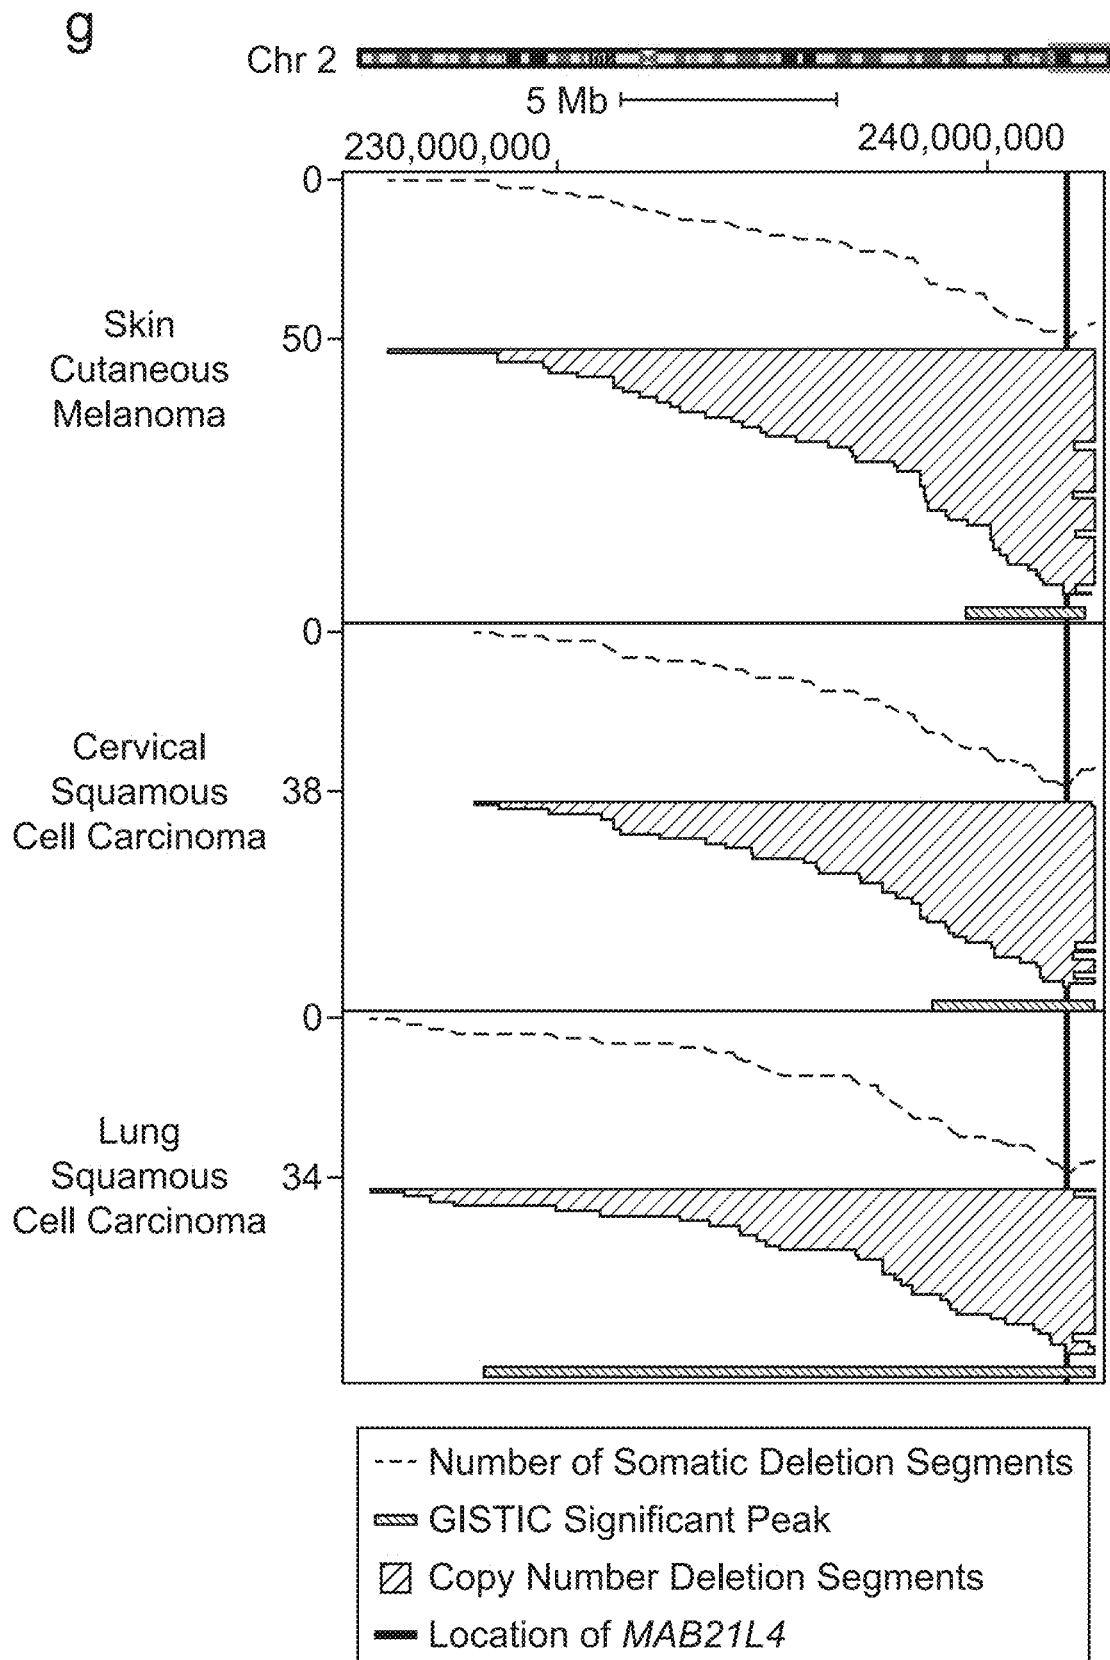 g
Chr 2
5 Mb
230,000,000
240,000,000
0
Skin
Cutaneous
Melanoma
50
0
Cervical
Squamous
Cell Carcinoma
38
0
Lung
Squamous
Cell Carcinoma
34
Number of Somatic Deletion Segments
GISTIC Significant Peak
Copy Number Deletion Segments
Location of MAB21L4